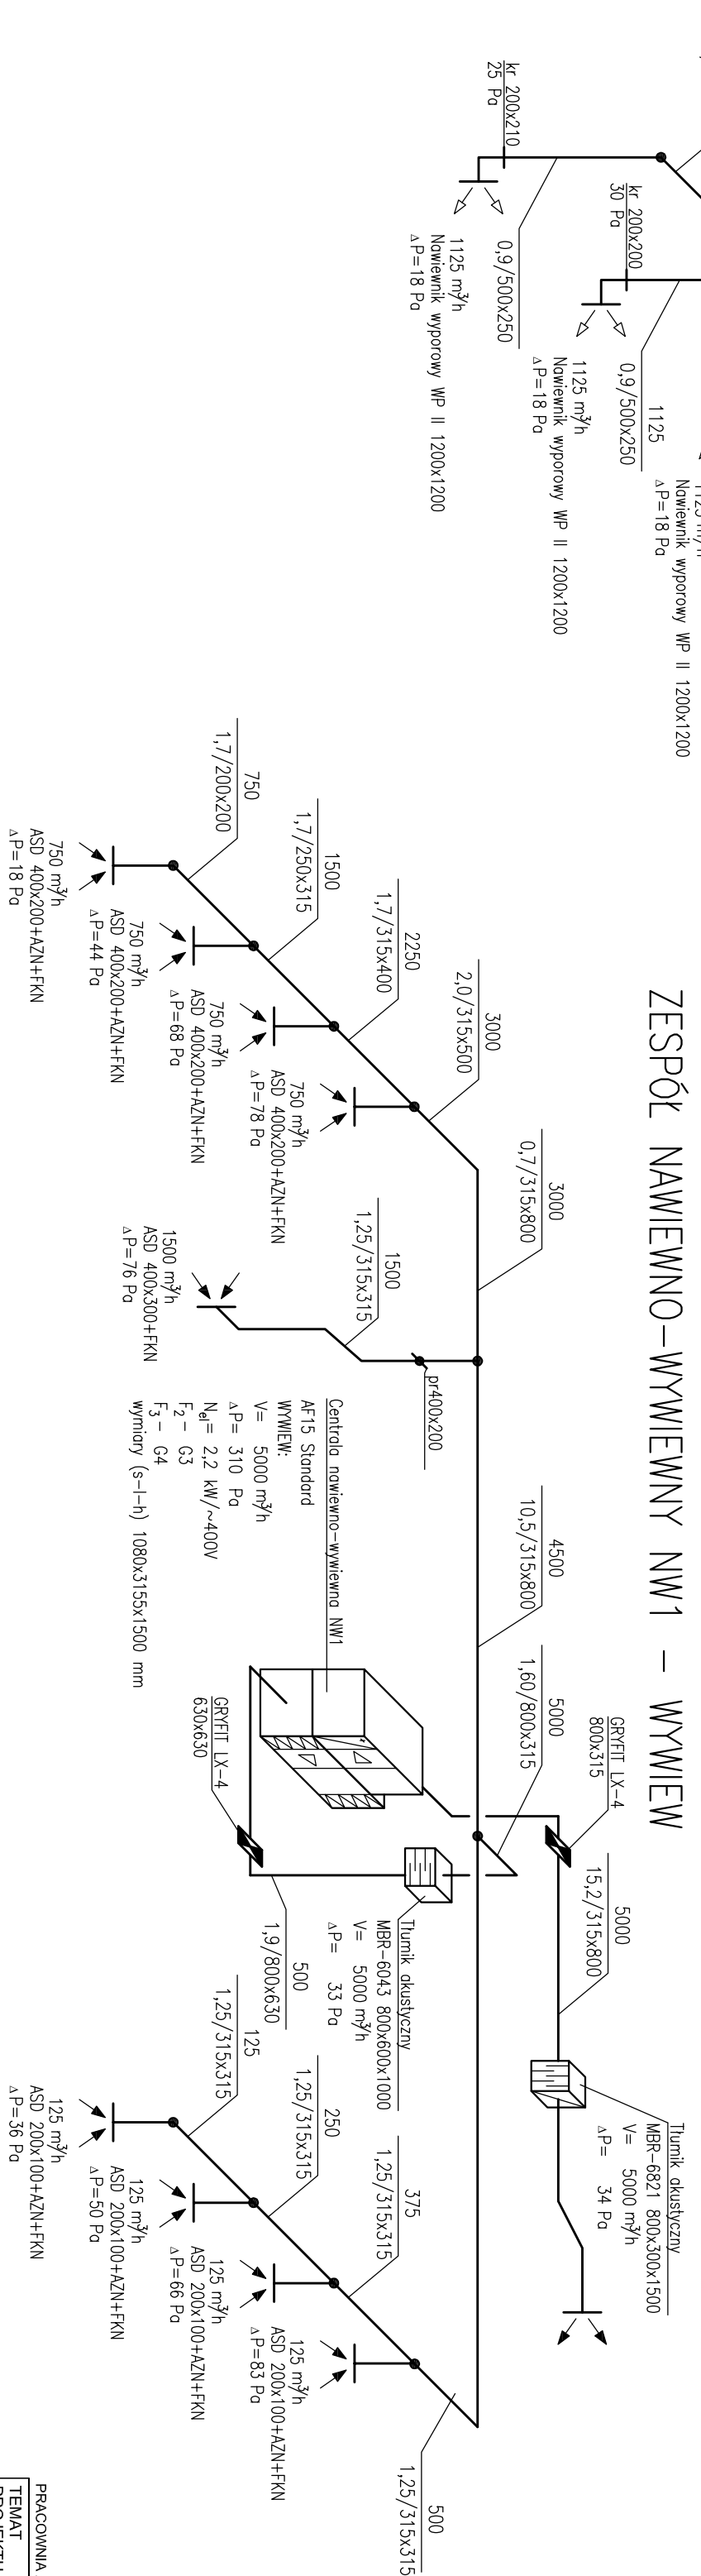 ZESPÓŁ NAWIEWNO-WYWIEWNY NW1 - WYWIEW
kr 200x210
25 Pa
0,9/500x250
1125 m³/h
Nawiewnik wyporowy WP II 1200x1200
ΔP=18 Pa
kr 200x200
30 Pa
1125
0,9/500x250
1125 m³/h
Nawiewnik wyporowy WP II 1200x1200
ΔP=18 Pa
1125 m³/h
Nawiewnik wyporowy WP II 1200x1200
ΔP=18 Pa
750
1,7/200x200
1500
1,7/250x315
2250
1,7/315x400
3000
2,0/315x500
3000
0,7/315x800
750 m³/h
ASD 400x200+AZN+FKN
ΔP=18 Pa
750 m³/h
ASD 400x200+AZN+FKN
ΔP=44 Pa
750 m³/h
ASD 400x200+AZN+FKN
ΔP=68 Pa
750 m³/h
ASD 400x200+AZN+FKN
ΔP=78 Pa
1500
1,25/315x315
1500 m³/h
ASD 400x300+FKN
ΔP=76 Pa
pr400x200
4500
10,5/315x800
5000
1,60/800x315
Centrala nawiewno-wywiewna NW1
AF15 Standard
WYWIEW:
V= 5000 m³/h
ΔP= 310 Pa
Nel= 2,2 kW/~400V
F2 - G3
F3 - G4
wymiary (s-l-h) 1080x3155x1500 mm
GRYFIT LX-4
630x630
GRYFIT LX-4
800x315
5000
15,2/315x800
500
1,9/800x630
Tłumik akustyczny
MBR-6043 800x600x1000
V= 5000 m³/h
ΔP= 33 Pa
Tłumik akustyczny
MBR-6821 800x300x1500
V= 5000 m³/h
ΔP= 34 Pa
125
1,25/315x315
250
1,25/315x315
375
1,25/315x315
500
1,25/315x315
125 m³/h
ASD 200x100+AZN+FKN
ΔP=36 Pa
125 m³/h
ASD 200x100+AZN+FKN
ΔP=50 Pa
125 m³/h
ASD 200x100+AZN+FKN
ΔP=66 Pa
125 m³/h
ASD 200x100+AZN+FKN
ΔP=83 Pa
PRACOWNIA
TEMAT